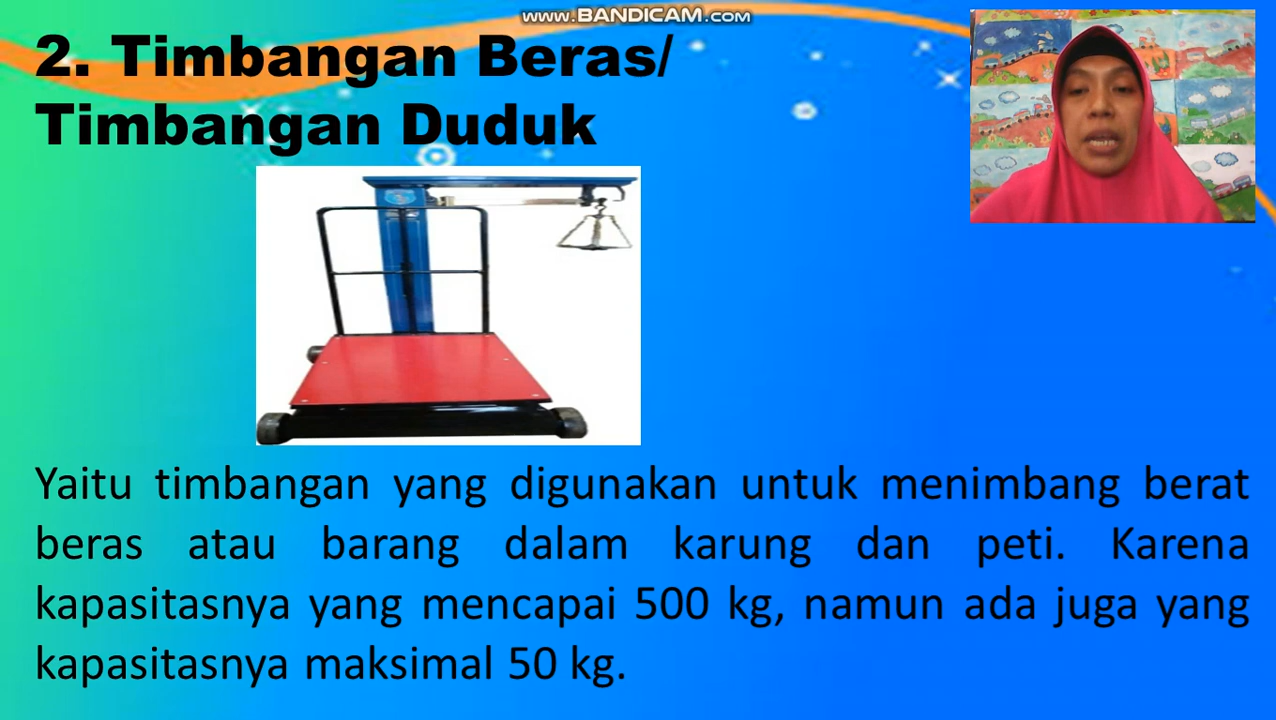 www.BANDICAM.com
2. Timbangan Beras/
Timbangan Duduk
Yaitu timbangan yang digunakan untuk menimbang berat
beras atau barang dalam karung dan peti. Karena
kapasitasnya yang mencapai 500 kg, namun ada juga yang
kapasitasnya maksimal 50 kg.